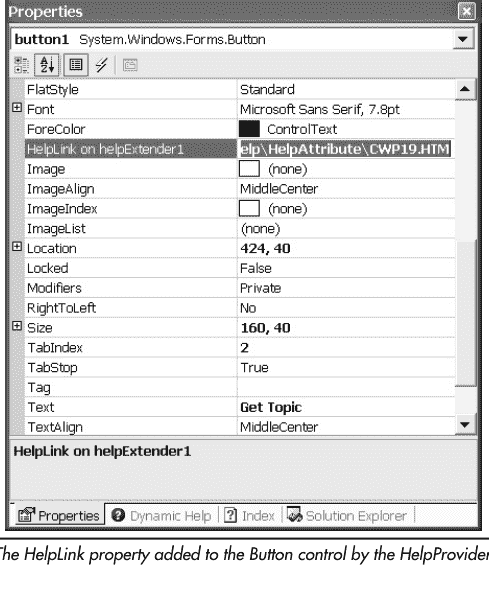 Properties
button1 System.Windows.Forms.Button
FlatStyle Standard
Font Microsoft Sans Serif, 7.8pt
ForeColor ControlText
HelpLink on helpExtender1 elp\HelpAttribute\CWP19.HTM
Image (none)
ImageAlign MiddleCenter
ImageIndex (none)
ImageList (none)
Location 424, 40
Locked False
Modifiers Private
RightToLeft No
Size 160, 40
TabIndex 2
TabStop True
Tag
Text Get Topic
TextAlign MiddleCenter
HelpLink on helpExtender1
Properties Dynamic Help Index Solution Explorer
The HelpLink property added to the Button control by the HelpProvider